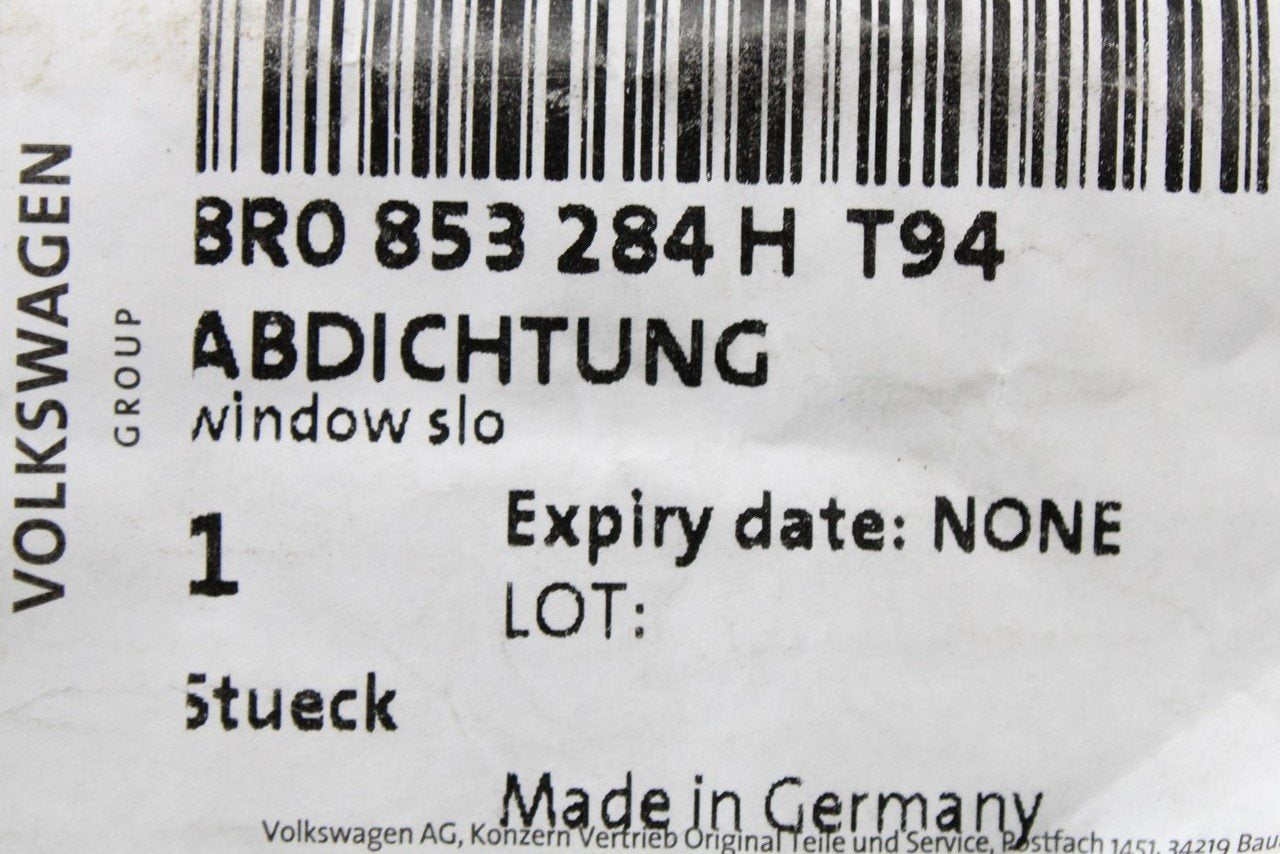 VOLKSWAGEN
GROUP
8R0 853 284 H T94
ABDICHTUNG
window slo
1
Expiry date: NONE
LOT:
Stueck
Made in Germany
Volkswagen AG, Konzern Vertrieb Original Teile und Service, Postfach 1451, 34219 Bau